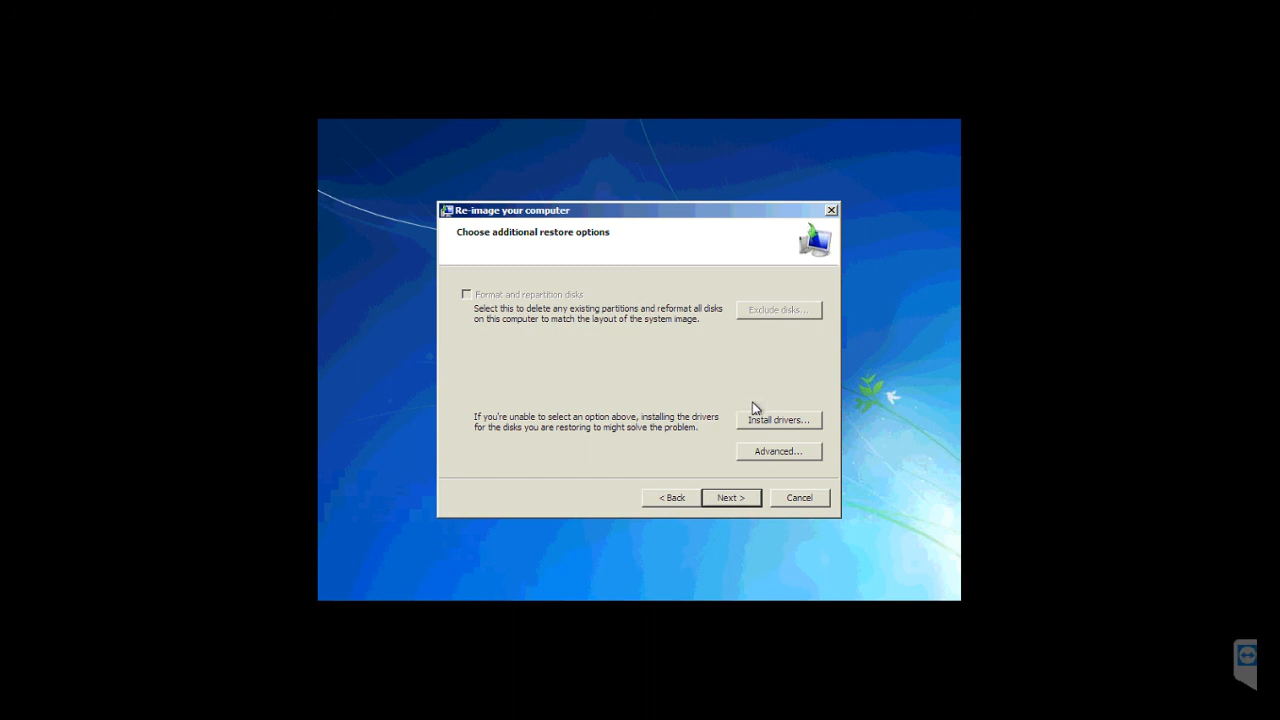 Re-image your computer
Choose additional restore options
Format and repartition disks
Select this to delete any existing partitions and reformat all disks
on this computer to match the layout of the system image.
Exclude disks...
If you're unable to select an option above, installing the drivers
for the disks you are restoring to might solve the problem.
Install drivers...
Advanced...
< Back
Next >
Cancel